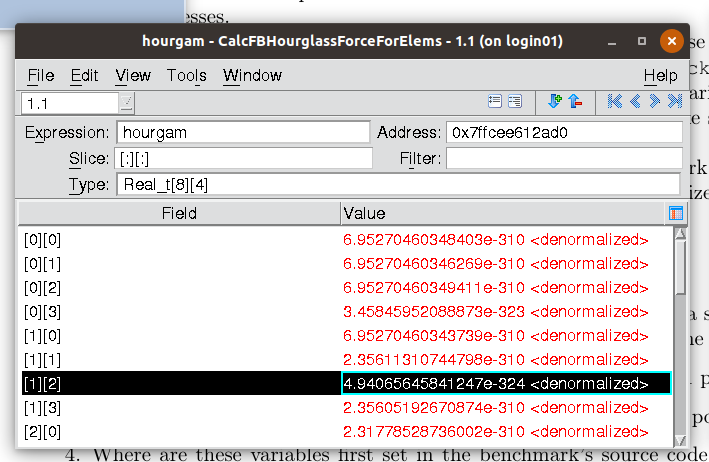 esses.
hourgam - CalcFBHourglassForceForElems - 1.1 (on login01)
File Edit View Tools Window Help
1.1
Expression: hourgam Address: 0x7ffcee612ad0
Slice: [:][:] Filter:
Type: Real_t[8][4]
Field Value
[0][0] 6.95270460348403e-310 <denormalized>
[0][1] 6.95270460346269e-310 <denormalized>
[0][2] 6.95270460349411e-310 <denormalized>
[0][3] 3.45845952088873e-323 <denormalized>
[1][0] 6.95270460343739e-310 <denormalized>
[1][1] 2.35611310744798e-310 <denormalized>
[1][2] 4.94065645841247e-324 <denormalized>
[1][3] 2.35605192670874e-310 <denormalized>
[2][0] 2.31778528736002e-310 <denormalized>
4. Where are these variables first set in the benchmark's source code